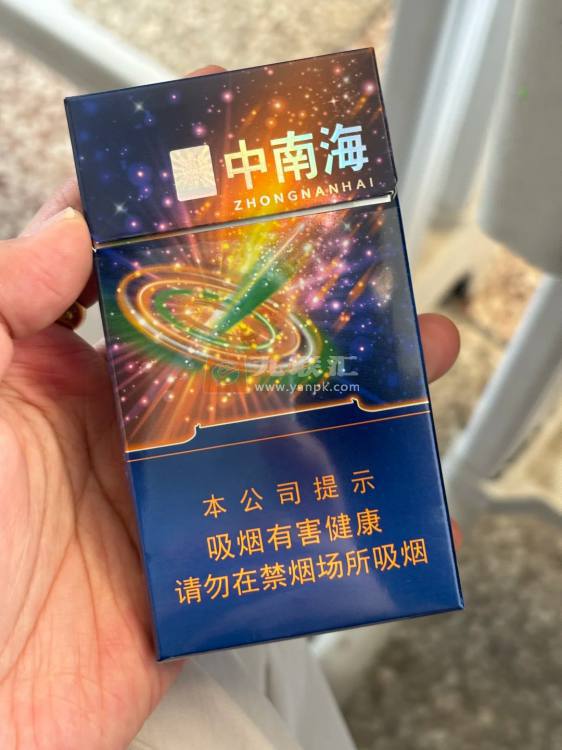 中南海
ZHONGNANHAI
www.yanpk.com
本公司提示
吸烟有害健康
请勿在禁烟场所吸烟